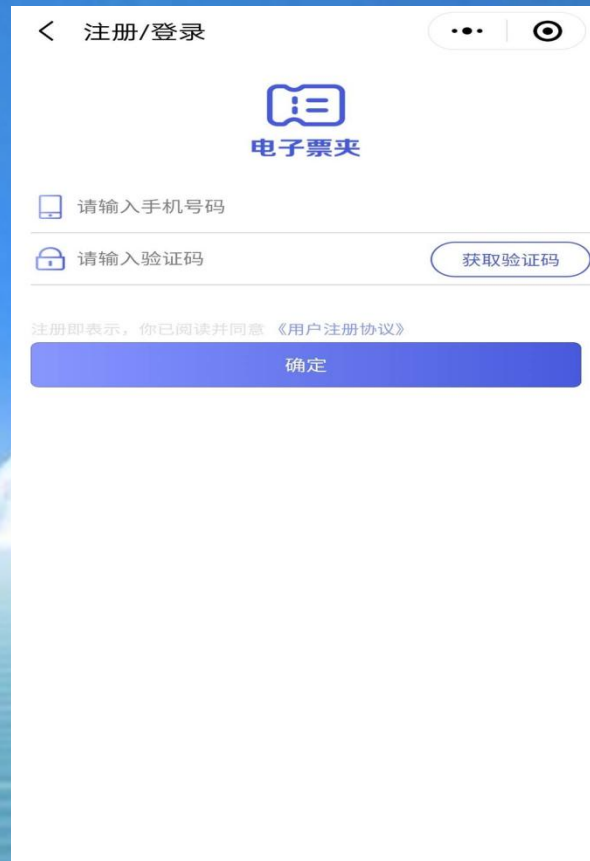 注册/登录
电子票夹
请输入手机号码
请输入验证码
获取验证码
注册即表示，你已阅读并同意 《用户注册协议》
确定